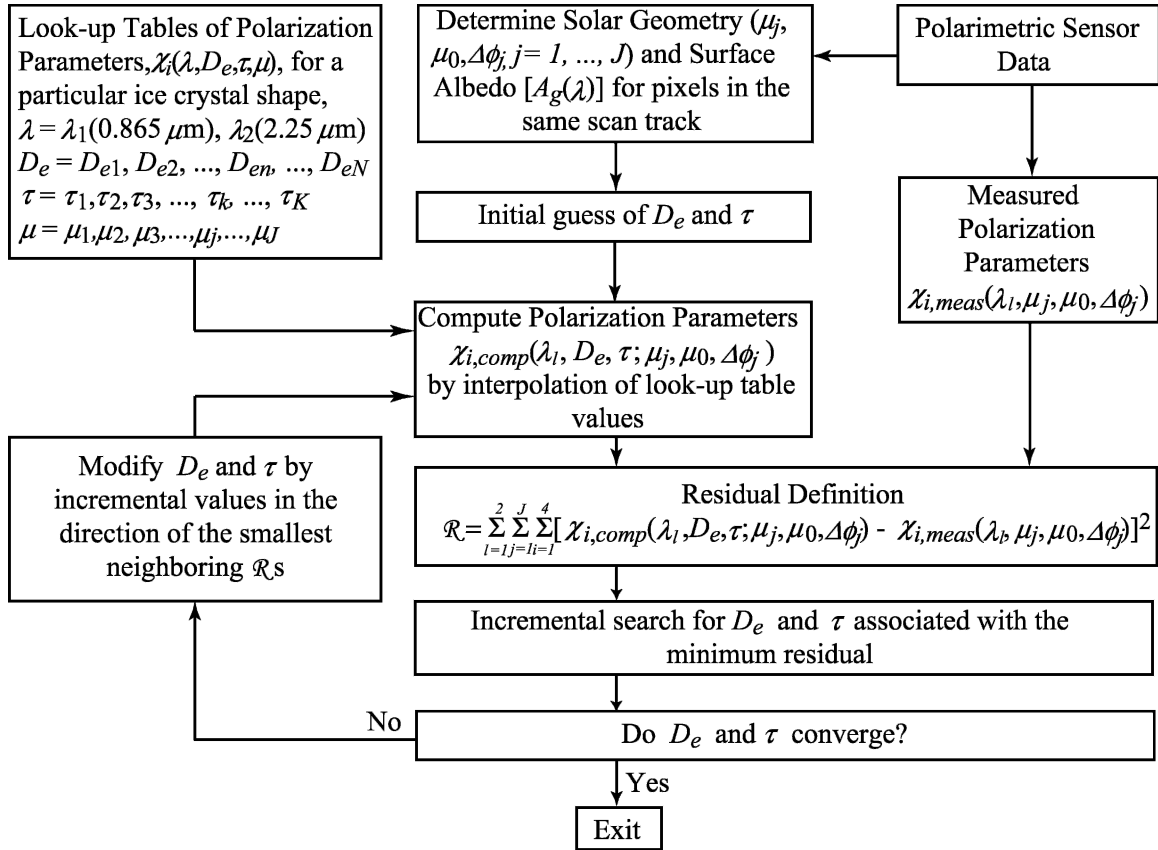 Look-up Tables of Polarization
Parameters,χi(λ,De,τ,μ), for a
particular ice crystal shape,
λ = λ1(0.865 μm), λ2(2.25 μm)
De = De1, De2, ..., Den, ..., DeN
τ = τ1,τ2,τ3, ..., τk, ..., τK
μ = μ1,μ2, μ3,...,μj,...,μJ
Determine Solar Geometry (μj,
μ0,Δϕj, j= 1, ..., J) and Surface
Albedo [Ag(λ)] for pixels in the
same scan track
Polarimetric Sensor
Data
Initial guess of De and τ
Measured
Polarization
Parameters
χi,meas(λl,μj,μ0,Δϕj)
Compute Polarization Parameters
χi,comp(λl, De, τ; μj, μ0, Δϕj )
by interpolation of look-up table
values
Modify De and τ by
incremental values in the
direction of the smallest
neighboring ℛs
Residual Definition
ℛ= 2Σl=1 JΣj=1 4Σi=1[ χi,comp(λl ,De,τ; μj,μ0,Δϕj) - χi,meas(λl, μj,μ0,Δϕj)]2
Incremental search for De and τ associated with the
minimum residual
No
Do De and τ converge?
Yes
Exit